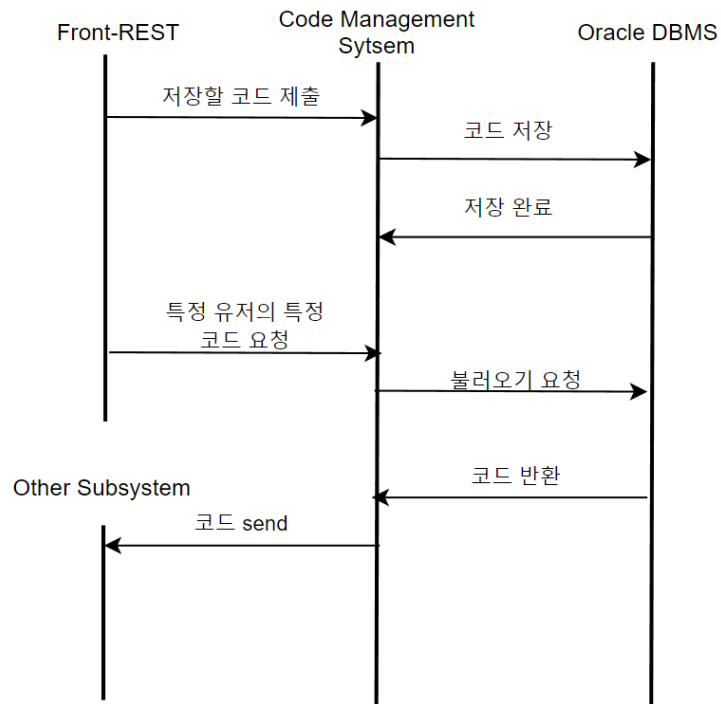 Front-REST
Code Management
Sytsem
Oracle DBMS
저장할 코드 제출
코드 저장
저장 완료
특정 유저의 특정
코드 요청
불러오기 요청
코드 반환
Other Subsystem
코드 send